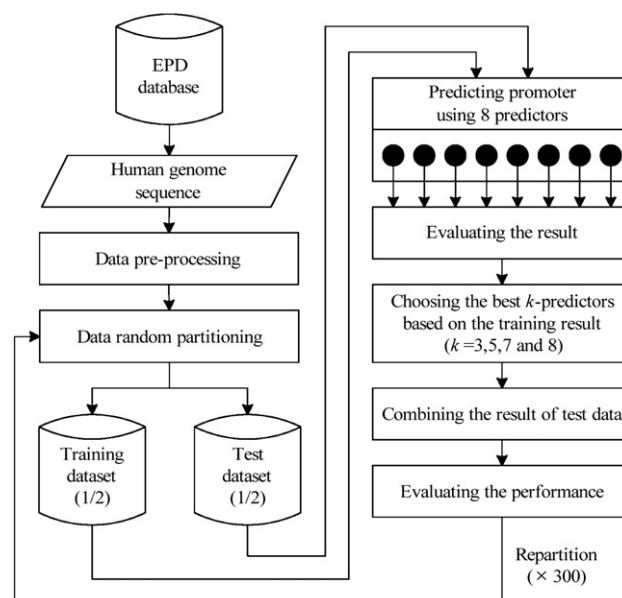 EPD
database
Human genome
sequence
Data pre-processing
Data random partitioning
Training
dataset
(1/2)
Test
dataset
(1/2)
Predicting promoter
using 8 predictors
Evaluating the result
Choosing the best k-predictors
based on the training result
(k =3,5,7 and 8)
Combining the result of test data
Evaluating the performance
Repartition
(× 300)